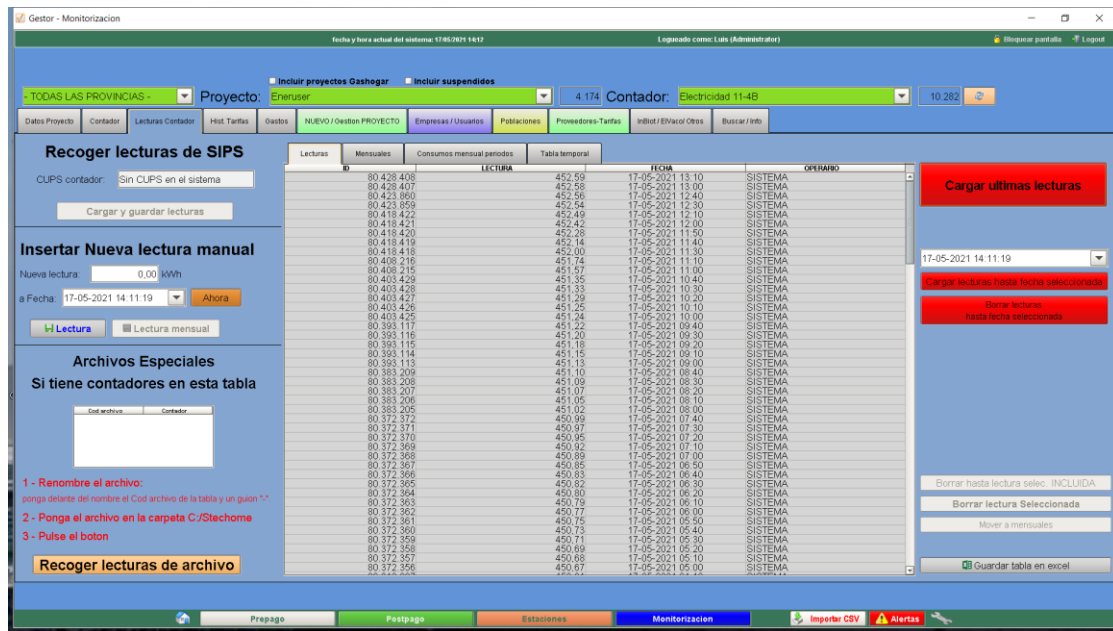 Gestor - Monitorizacion
fecha y hora actual del sistema: 17/05/2021 14:12
Logueado como: Luis (Administrator)
Bloquear pantalla
Logout
Incluir proyectos Gashogar
Incluir suspendidos
- TODAS LAS PROVINCIAS -
Proyecto:
Eneruser
4.174
Contador:
Electricidad 11-4B
10.282
Datos Proyecto
Contador
Lecturas Contador
Hist. Tarifas
Gastos
NUEVO / Gestion PROYECTO
Empresas / Usuarios
Poblaciones
Proveedores-Tarifas
InBiot / ElVaco/ Otros
Buscar / Info
Recoger lecturas de SIPS
CUPS contador: Sin CUPS en el sistema
Cargar y guardar lecturas
Insertar Nueva lectura manual
Nueva lectura: 0,00 kWh
a Fecha: 17-05-2021 14:11:19
Ahora
Lectura
Lectura mensual
Archivos Especiales
Si tiene contadores en esta tabla
Cod archivo Contador
1 - Renombre el archivo:
ponga delante del nombre el Cod archivo de la tabla y un guion "-".
2 - Ponga el archivo en la carpeta C:/Stechome
3 - Pulse el boton
Recoger lecturas de archivo
Lecturas
Mensuales
Consumos mensual periodos
Tabla temporal
ID LECTURA FECHA OPERARIO
80.428.408 452,59 17-05-2021 13:10 SISTEMA
80.428.407 452,58 17-05-2021 13:00 SISTEMA
80.423.860 452,56 17-05-2021 12:40 SISTEMA
80.423.859 452,54 17-05-2021 12:30 SISTEMA
80.418.422 452,49 17-05-2021 12:10 SISTEMA
80.418.421 452,42 17-05-2021 12:00 SISTEMA
80.418.420 452,28 17-05-2021 11:50 SISTEMA
80.418.419 452,14 17-05-2021 11:40 SISTEMA
80.418.418 452,00 17-05-2021 11:30 SISTEMA
80.408.216 451,74 17-05-2021 11:10 SISTEMA
80.408.215 451,57 17-05-2021 11:00 SISTEMA
80.403.429 451,35 17-05-2021 10:40 SISTEMA
80.403.428 451,33 17-05-2021 10:30 SISTEMA
80.403.427 451,29 17-05-2021 10:20 SISTEMA
80.403.426 451,25 17-05-2021 10:10 SISTEMA
80.403.425 451,24 17-05-2021 10:00 SISTEMA
80.393.117 451,22 17-05-2021 09:40 SISTEMA
80.393.116 451,20 17-05-2021 09:30 SISTEMA
80.393.115 451,18 17-05-2021 09:20 SISTEMA
80.393.114 451,15 17-05-2021 09:10 SISTEMA
80.393.113 451,13 17-05-2021 09:00 SISTEMA
80.383.209 451,10 17-05-2021 08:40 SISTEMA
80.383.208 451,09 17-05-2021 08:30 SISTEMA
80.383.207 451,07 17-05-2021 08:20 SISTEMA
80.383.206 451,05 17-05-2021 08:10 SISTEMA
80.383.205 451,02 17-05-2021 08:00 SISTEMA
80.372.372 450,99 17-05-2021 07:40 SISTEMA
80.372.371 450,97 17-05-2021 07:30 SISTEMA
80.372.370 450,95 17-05-2021 07:20 SISTEMA
80.372.369 450,92 17-05-2021 07:10 SISTEMA
80.372.368 450,89 17-05-2021 07:00 SISTEMA
80.372.367 450,85 17-05-2021 06:50 SISTEMA
80.372.366 450,83 17-05-2021 06:40 SISTEMA
80.372.365 450,82 17-05-2021 06:30 SISTEMA
80.372.364 450,80 17-05-2021 06:20 SISTEMA
80.372.363 450,79 17-05-2021 06:10 SISTEMA
80.372.362 450,77 17-05-2021 06:00 SISTEMA
80.372.361 450,75 17-05-2021 05:50 SISTEMA
80.372.360 450,73 17-05-2021 05:40 SISTEMA
80.372.359 450,71 17-05-2021 05:30 SISTEMA
80.372.358 450,69 17-05-2021 05:20 SISTEMA
80.372.357 450,68 17-05-2021 05:10 SISTEMA
80.372.356 450,67 17-05-2021 05:00 SISTEMA
Cargar ultimas lecturas
17-05-2021 14:11:19
Cargar lecturas hasta fecha seleccionada
Borrar lecturas
hasta fecha seleccionada
Borrar hasta lectura selec. INCLUIDA
Borrar lectura Seleccionada
Mover a mensuales
Guardar tabla en excel
Prepago
Postpago
Estaciones
Monitorizacion
Importar CSV
Alertas